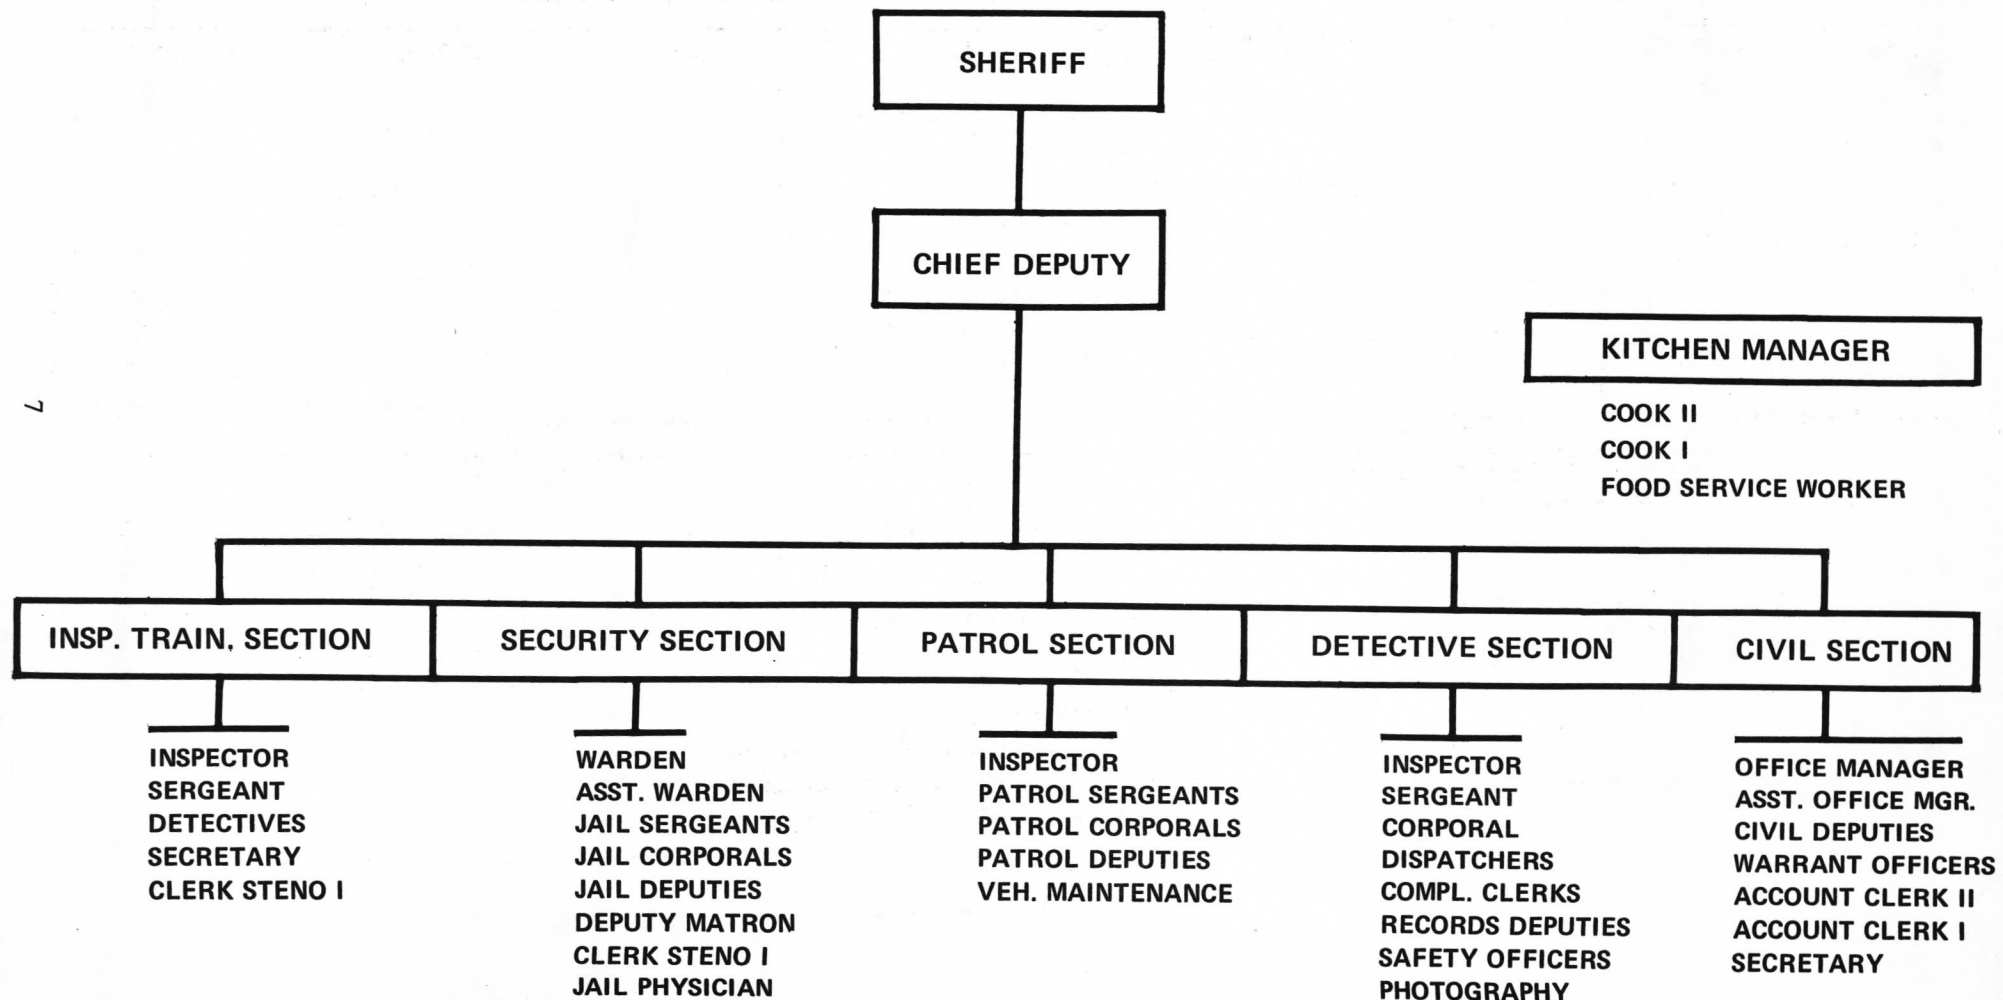 SHERIFF
CHIEF DEPUTY
KITCHEN MANAGER
COOK II
COOK I
FOOD SERVICE WORKER
7
INSP. TRAIN. SECTION
SECURITY SECTION
PATROL SECTION
DETECTIVE SECTION
CIVIL SECTION
INSPECTOR
SERGEANT
DETECTIVES
SECRETARY
CLERK STENO I
WARDEN
ASST. WARDEN
JAIL SERGEANTS
JAIL CORPORALS
JAIL DEPUTIES
DEPUTY MATRON
CLERK STENO I
JAIL PHYSICIAN
INSPECTOR
PATROL SERGEANTS
PATROL CORPORALS
PATROL DEPUTIES
VEH. MAINTENANCE
INSPECTOR
SERGEANT
CORPORAL
DISPATCHERS
COMPL. CLERKS
RECORDS DEPUTIES
SAFETY OFFICERS
PHOTOGRAPHY
OFFICE MANAGER
ASST. OFFICE MGR.
CIVIL DEPUTIES
WARRANT OFFICERS
ACCOUNT CLERK II
ACCOUNT CLERK I
SECRETARY